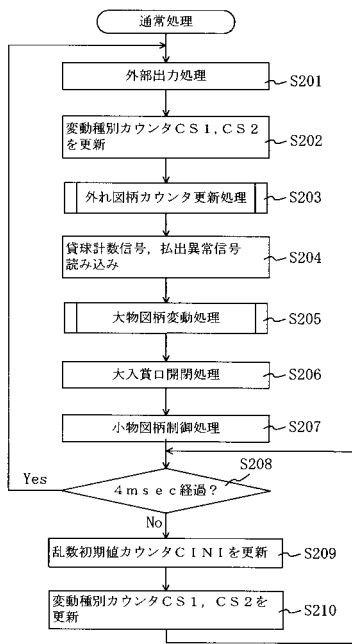 通常処理
外部出力処理
S201
変動種別カウンタCS1,CS2
を更新
S202
外れ図柄カウンタ更新処理
S203
貸球計数信号,払出異常信号
読み込み
S204
大物図柄変動処理
S205
大入賞口開閉処理
S206
小物図柄制御処理
S207
S208
4msec経過?
Yes
No
乱数初期値カウンタCINIを更新
S209
変動種別カウンタCS1,CS2を
更新
S210